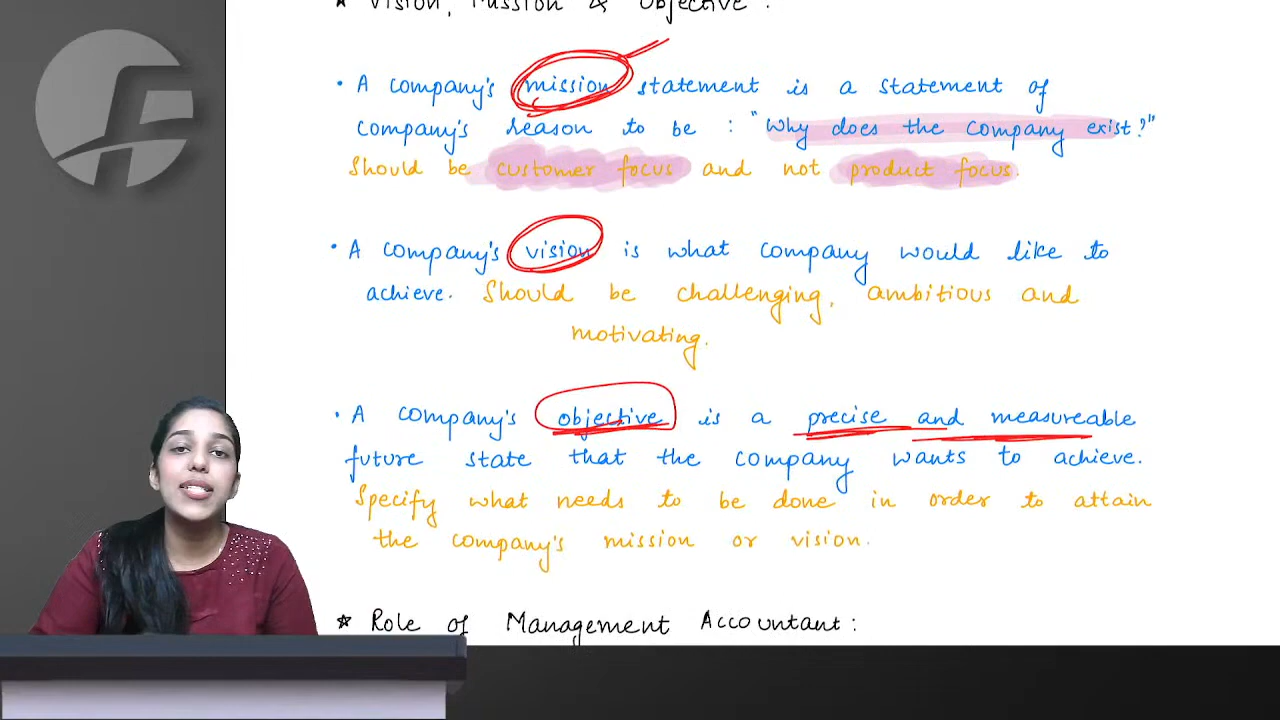 ★ Vision, Mission & Objective :
• A company's mission statement is a statement of
company's reason to be : "Why does the company exist?"
Should be customer focus and not product focus.
• A company's vision is what company would like to
achieve. Should be challenging, ambitious and
motivating.
• A company's objective is a precise and measureable
future state that the company wants to achieve.
Specify what needs to be done in order to attain
the company's mission or vision.
★ Role of Management Accountant :